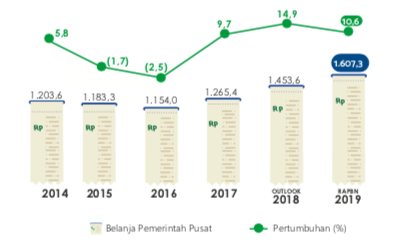 5,8
(1,7)
(2,5)
9,7
14,9
10,6
1.203,6
1.183,3
1.154,0
1.265,4
1.453,6
1.607,3
Rp
Rp
Rp
Rp
Rp
Rp
2014
2015
2016
2017
OUTLOOK
2018
RAPBN
2019
Belanja Pemerintah Pusat
Pertumbuhan (%)